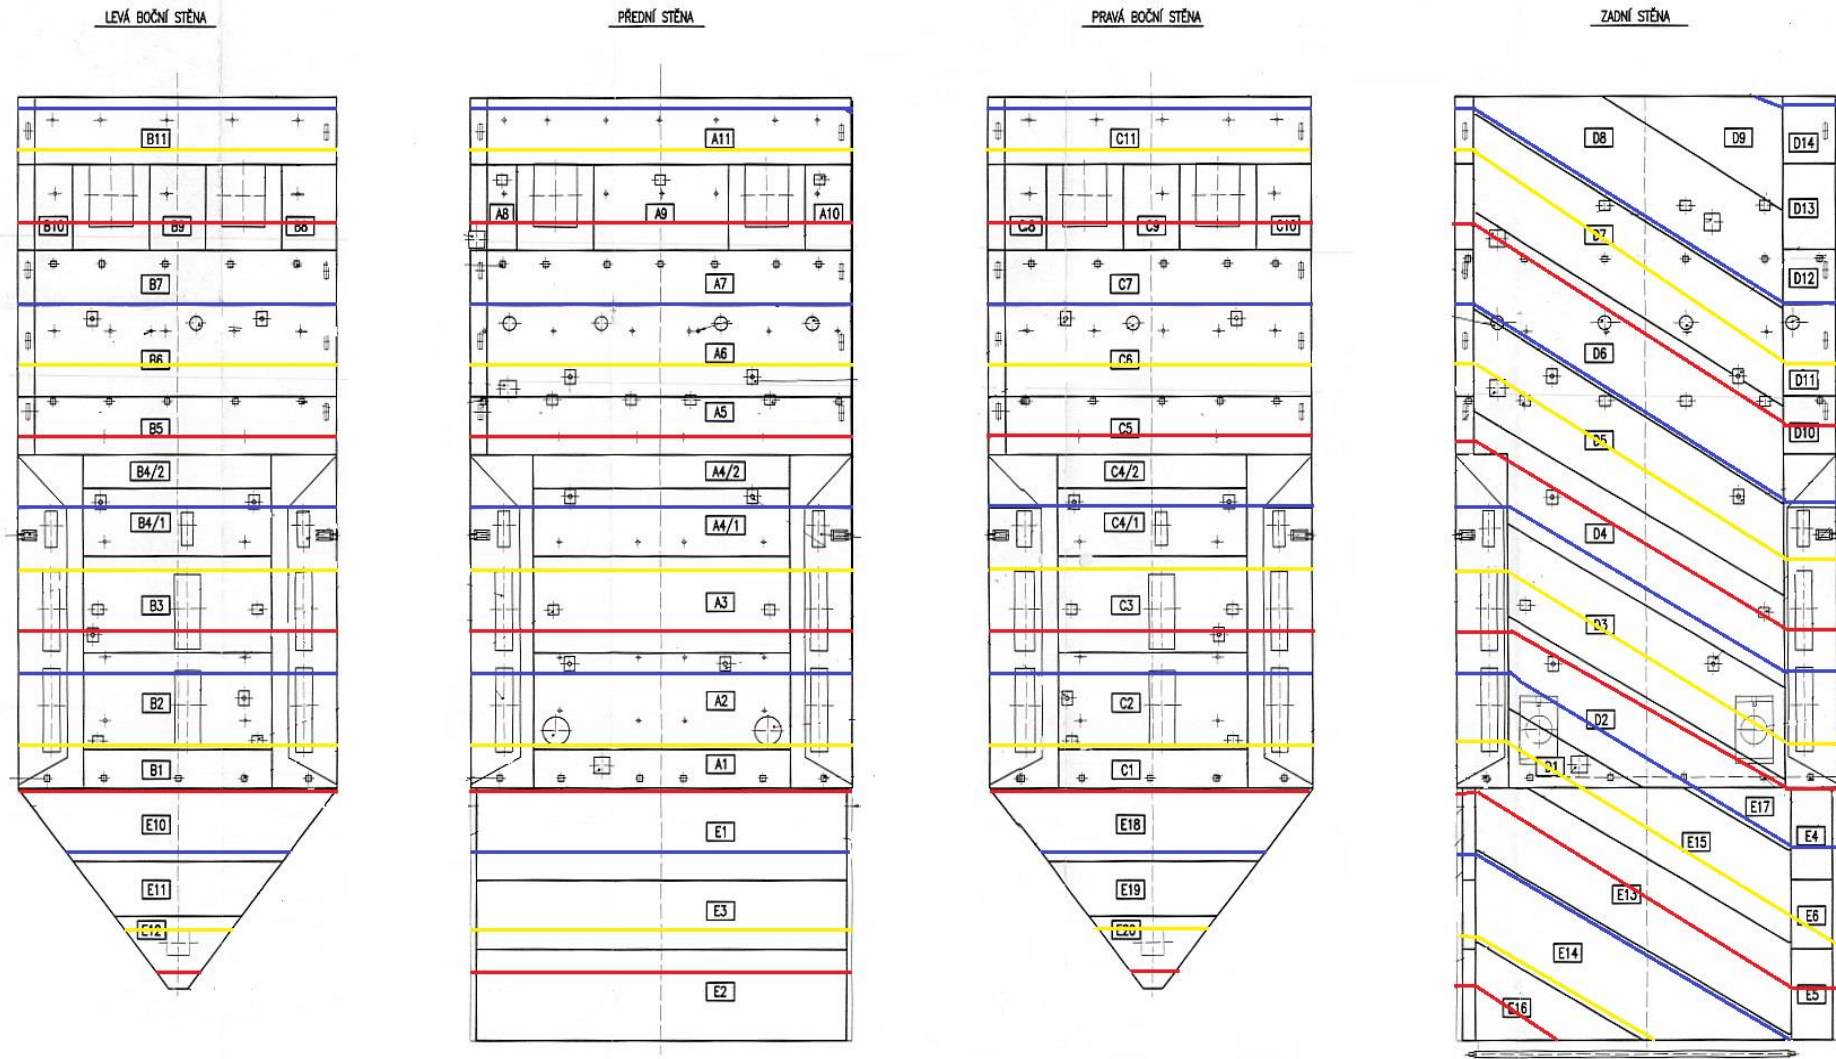 LEVÁ BOČNÍ STĚNA
PŘEDNÍ STĚNA
PRAVÁ BOČNÍ STĚNA
ZADNÍ STĚNA
B11
B10
B9
B8
B7
B6
B5
B4/2
B4/1
B3
B2
B1
E10
E11
E12
A11
A8
A9
A10
A7
A6
A5
A4/2
A4/1
A3
A2
A1
E1
E3
E2
C11
C8
C9
C10
C7
C6
C5
C4/2
C4/1
C3
C2
C1
E18
E19
E20
D8
D9
D14
D13
D7
D12
D6
D11
D10
D5
D4
D3
D2
D1
E17
E4
E15
E13
E6
E14
E5
E16